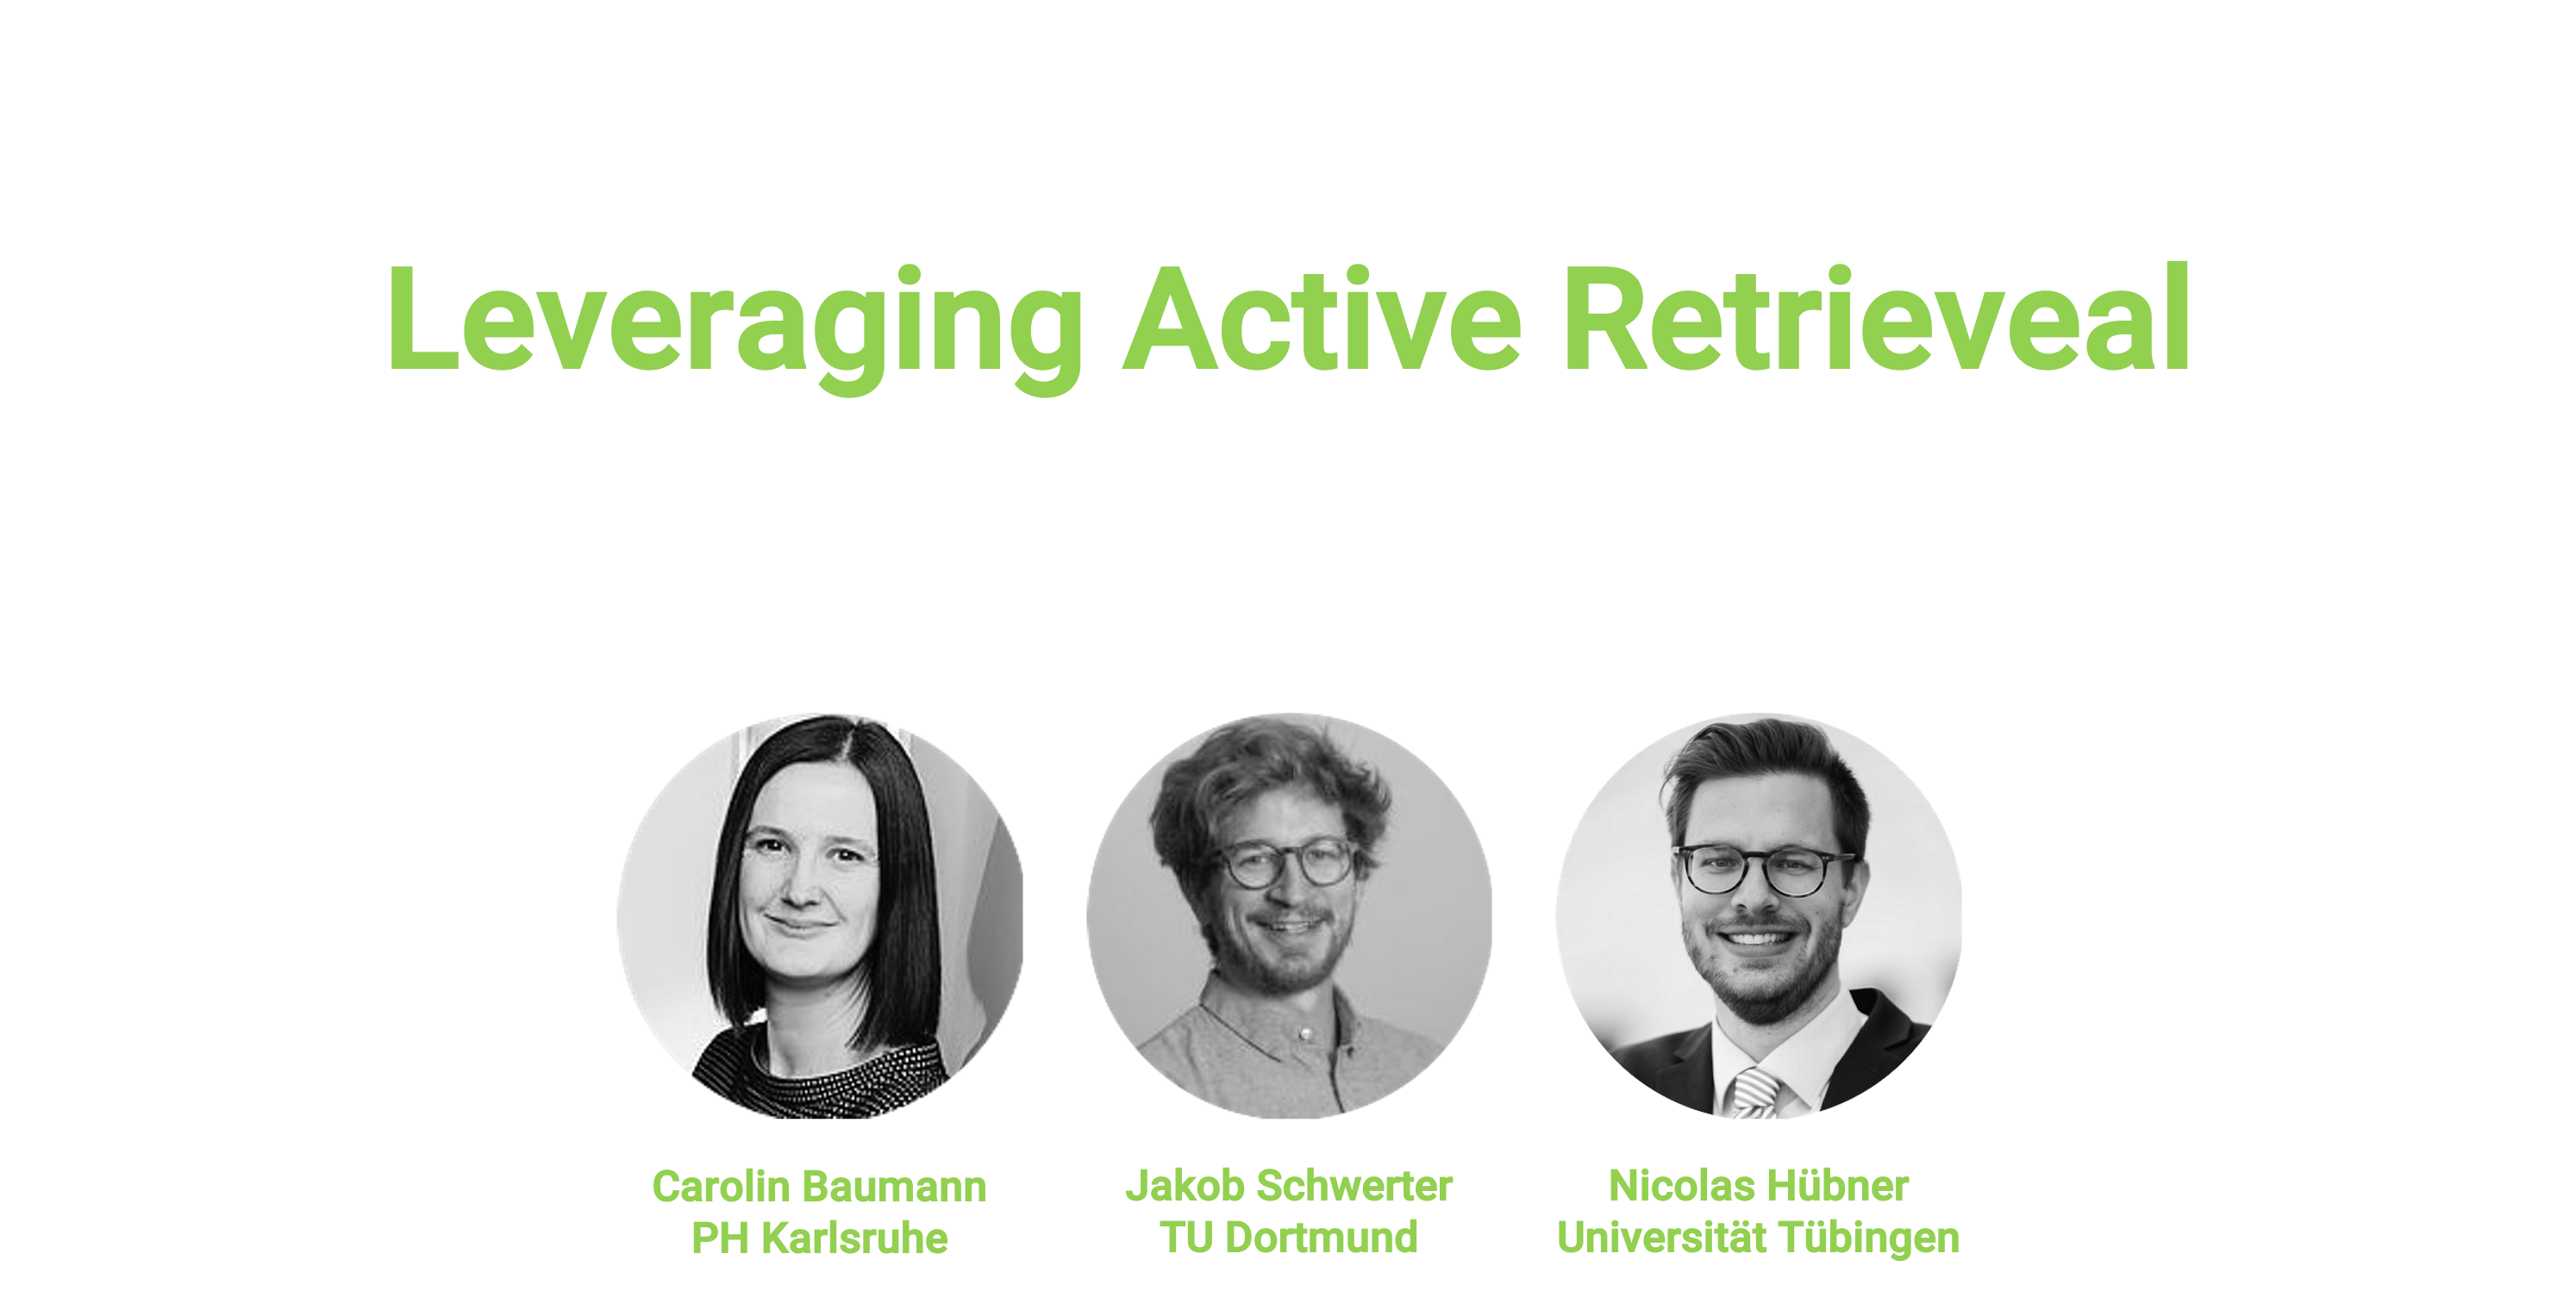 Leveraging Active Retrieveal
Carolin Baumann
PH Karlsruhe
Jakob Schwerter
TU Dortmund
Nicolas Hübner
Universität Tübingen